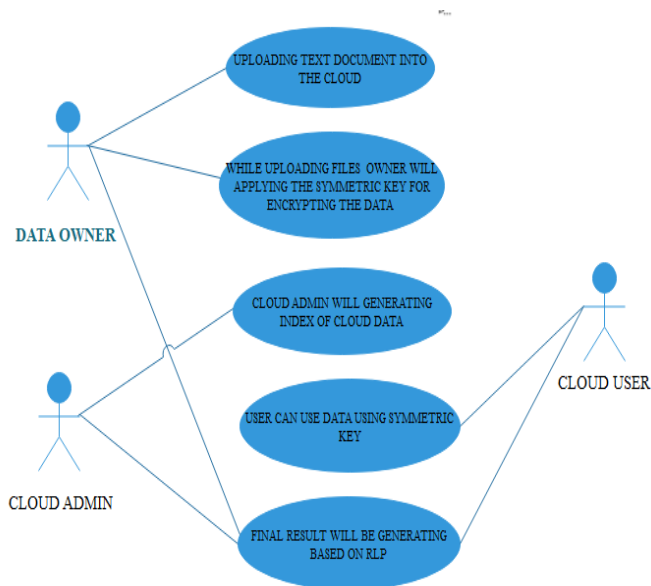 UPLOADING TEXT DOCUMENT INTO
THE CLOUD
WHILE UPLOADING FILES OWNER WILL
APPLYING THE SYMMETRIC KEY FOR
ENCRYPTING THE DATA
DATA OWNER
CLOUD ADMIN WILL GENERATING
INDEX OF CLOUD DATA
CLOUD USER
USER CAN USE DATA USING SYMMETRIC
KEY
CLOUD ADMIN
FINAL RESULT WILL BE GENERATING
BASED ON RLP